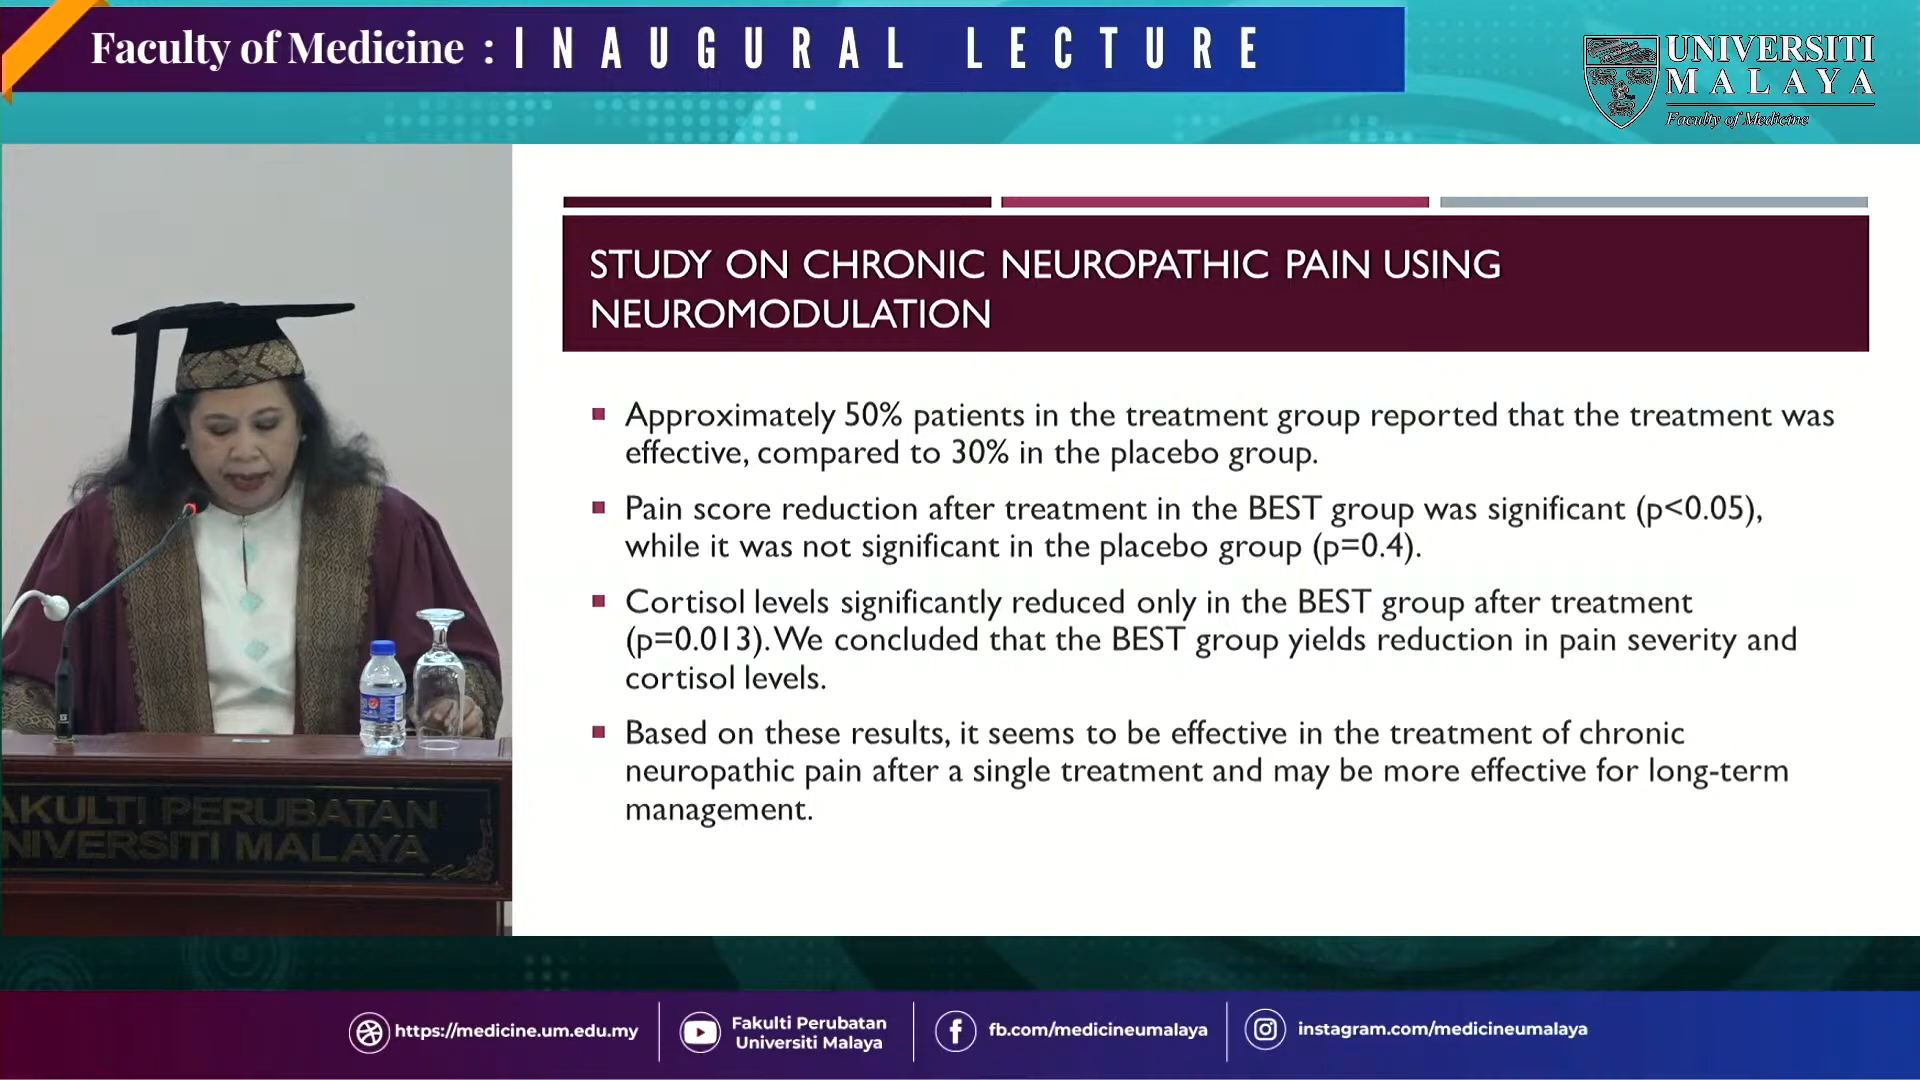 Faculty of Medicine : INAUGURAL LECTURE
UNIVERSITI
MALAYA
Faculty of Medicine
STUDY ON CHRONIC NEUROPATHIC PAIN USING
NEUROMODULATION
▪ Approximately 50% patients in the treatment group reported that the treatment was
effective, compared to 30% in the placebo group.
▪ Pain score reduction after treatment in the BEST group was significant (p<0.05),
while it was not significant in the placebo group (p=0.4).
▪ Cortisol levels significantly reduced only in the BEST group after treatment
(p=0.013). We concluded that the BEST group yields reduction in pain severity and
cortisol levels.
▪ Based on these results, it seems to be effective in the treatment of chronic
neuropathic pain after a single treatment and may be more effective for long-term
management.
AKULTI PERUBATAN
NIVERSITI MALAYA
https://medicine.um.edu.my
Fakulti Perubatan
Universiti Malaya
fb.com/medicineumalaya
instagram.com/medicineumalaya